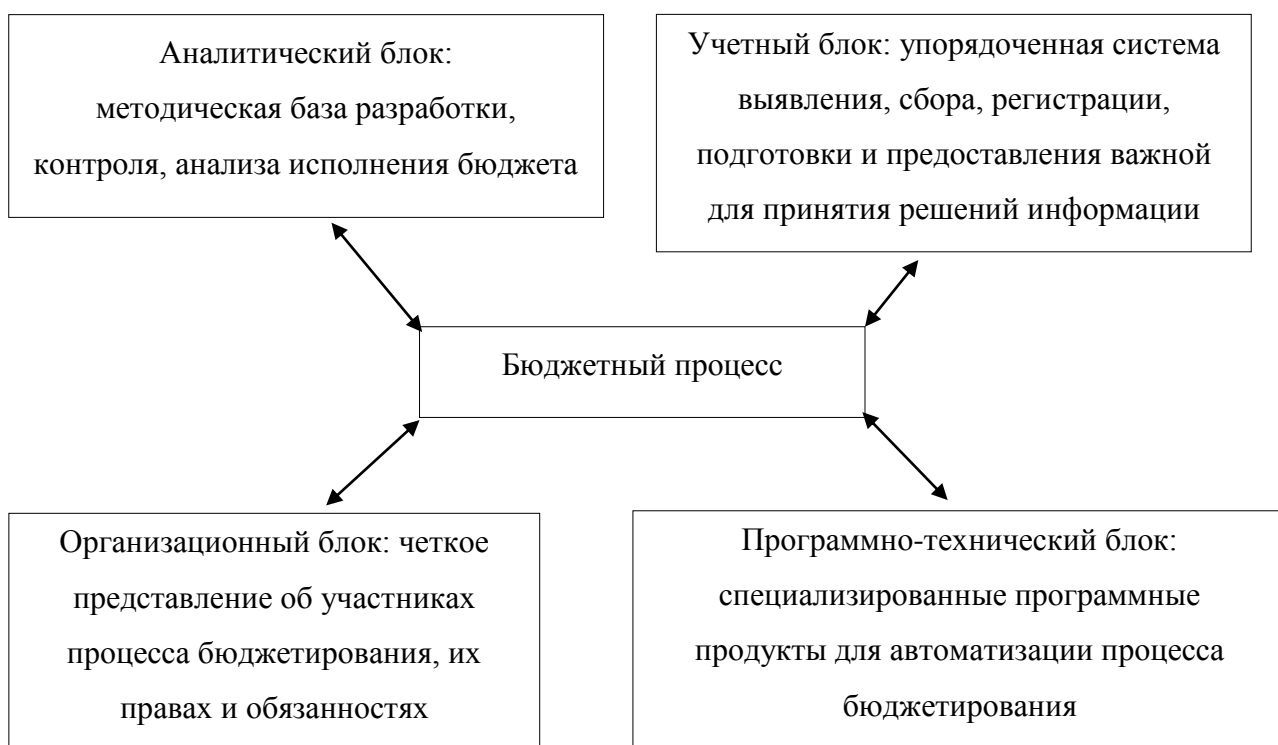 Аналитический блок:
методическая база разработки,
контроля, анализа исполнения бюджета
Учетный блок: упорядоченная система
выявления, сбора, регистрации,
подготовки и предоставления важной
для принятия решений информации
Бюджетный процесс
Организационный блок: четкое
представление об участниках
процесса бюджетирования, их
правах и обязанностях
Программно-технический блок:
специализированные программные
продукты для автоматизации процесса
бюджетирования